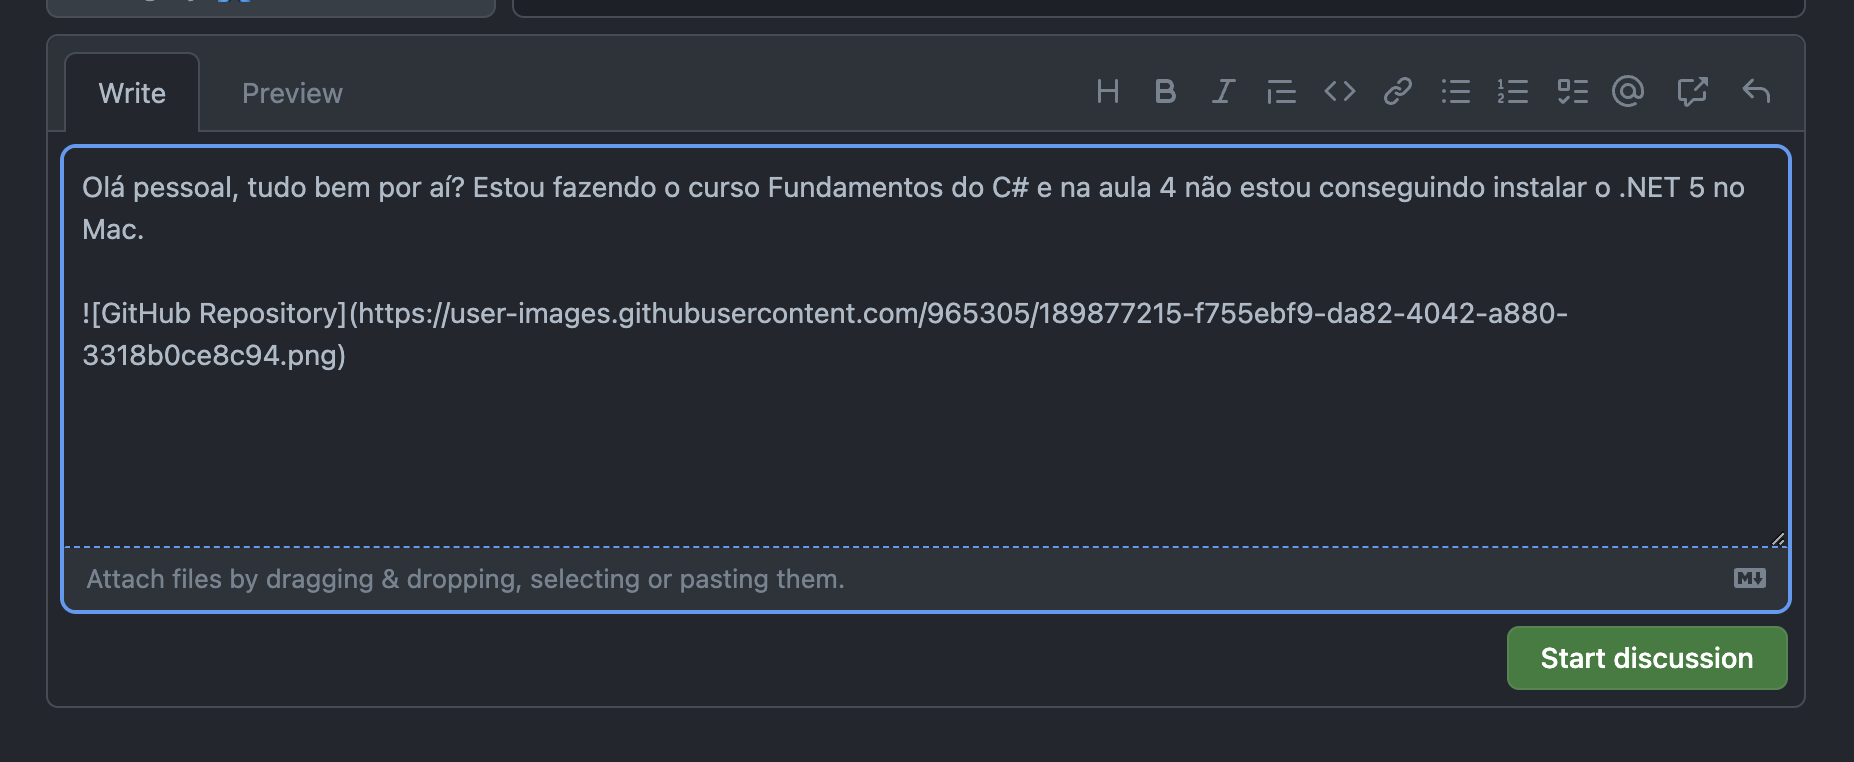 Write
Preview
Olá pessoal, tudo bem por aí? Estou fazendo o curso Fundamentos do C# e na aula 4 não estou conseguindo instalar o .NET 5 no
Mac.
![GitHub Repository](https://user-images.githubusercontent.com/965305/189877215-f755ebf9-da82-4042-a880-
3318b0ce8c94.png)
Attach files by dragging & dropping, selecting or pasting them.
Start discussion